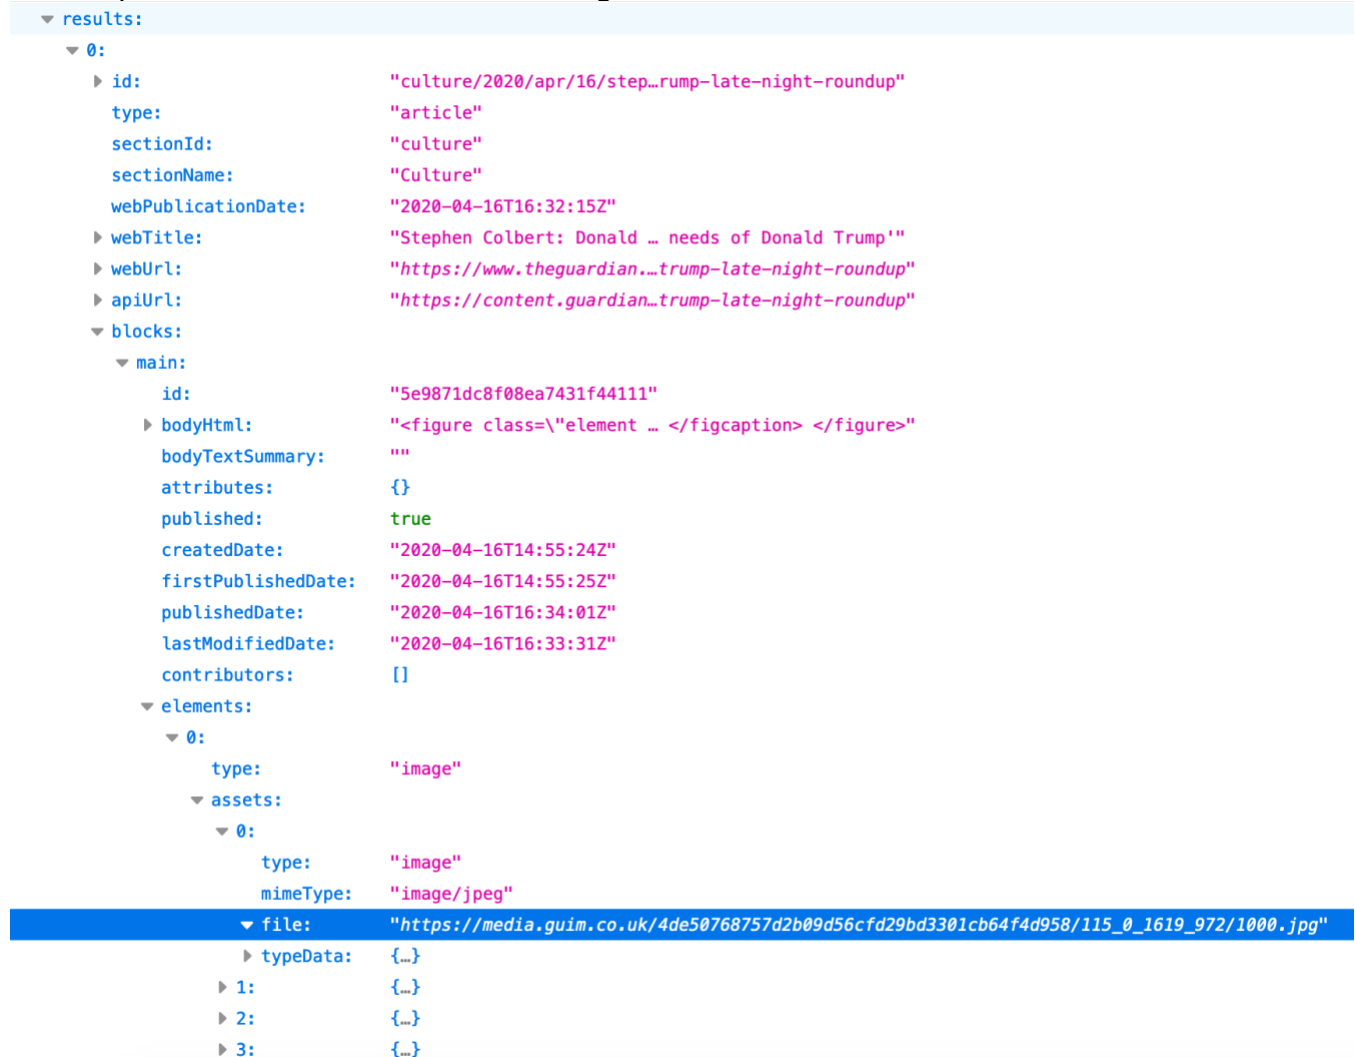 results:
0:
id: "culture/2020/apr/16/step…rump-late-night-roundup"
type: "article"
sectionId: "culture"
sectionName: "Culture"
webPublicationDate: "2020-04-16T16:32:15Z"
webTitle: "Stephen Colbert: Donald … needs of Donald Trump'"
webUrl: "https://www.theguardian.…trump-late-night-roundup"
apiUrl: "https://content.guardian…trump-late-night-roundup"
blocks:
main:
id: "5e9871dc8f08ea7431f44111"
bodyHtml: "<figure class=\"element … </figcaption> </figure>"
bodyTextSummary: ""
attributes: {}
published: true
createdDate: "2020-04-16T14:55:24Z"
firstPublishedDate: "2020-04-16T14:55:25Z"
publishedDate: "2020-04-16T16:34:01Z"
lastModifiedDate: "2020-04-16T16:33:31Z"
contributors: []
elements:
0:
type: "image"
assets:
0:
type: "image"
mimeType: "image/jpeg"
file: "https://media.guim.co.uk/4de50768757d2b09d56cfd29bd3301cb64f4d958/115_0_1619_972/1000.jpg"
typeData: {…}
1: {…}
2: {…}
3: {…}